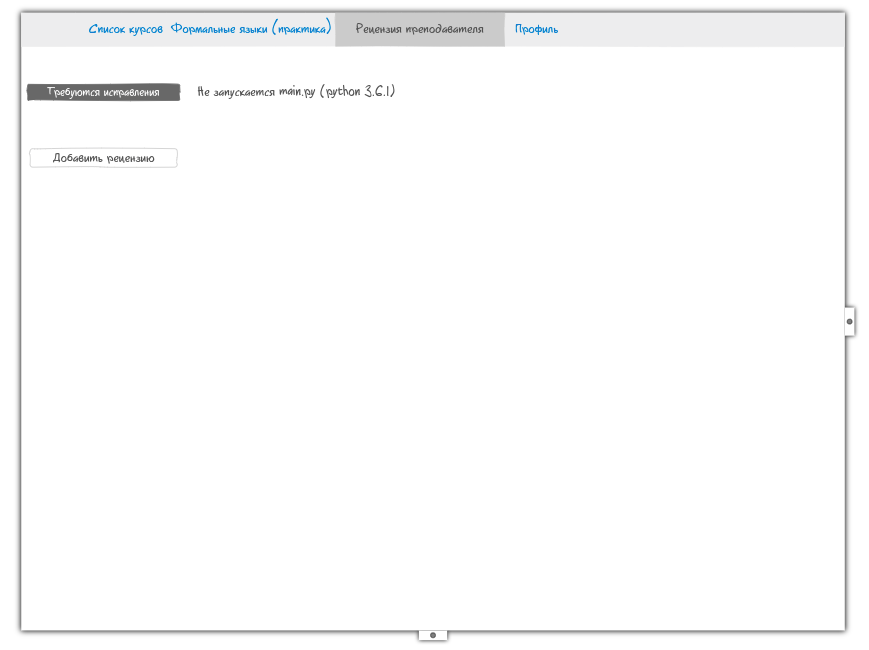 Список курсов Формальные языки (практика) Рецензия преподавателя Профиль
Требуются исправления Не запускается main.py (python 3.6.1)
Добавить рецензию